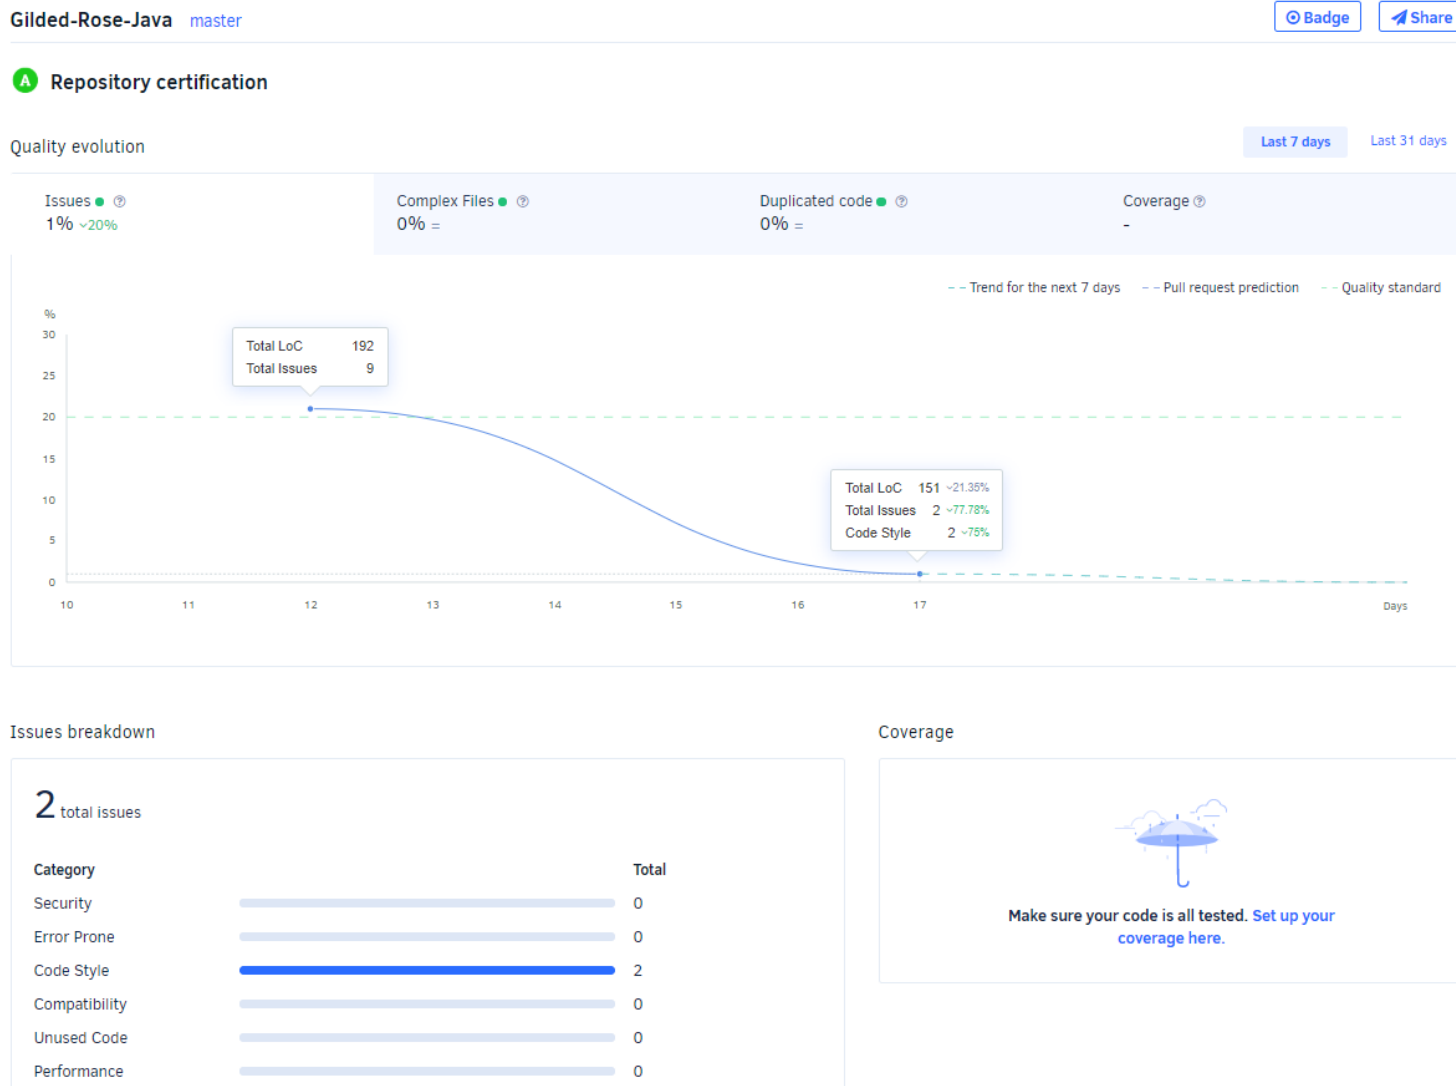 Gilded-Rose-Java master
Badge
Share
A Repository certification
Quality evolution
Last 7 days
Last 31 days
Issues
1% 20%
Complex Files
0% =
Duplicated code
0% =
Coverage
-
Trend for the next 7 days
Pull request prediction
Quality standard
%
30
25
20
15
10
5
0
Total LoC 192
Total Issues 9
Total LoC 151 21.35%
Total Issues 2 77.78%
Code Style 2 75%
10 11 12 13 14 15 16 17 Days
Issues breakdown
2 total issues
Category Total
Security 0
Error Prone 0
Code Style 2
Compatibility 0
Unused Code 0
Performance 0
Coverage
Make sure your code is all tested. Set up your
coverage here.